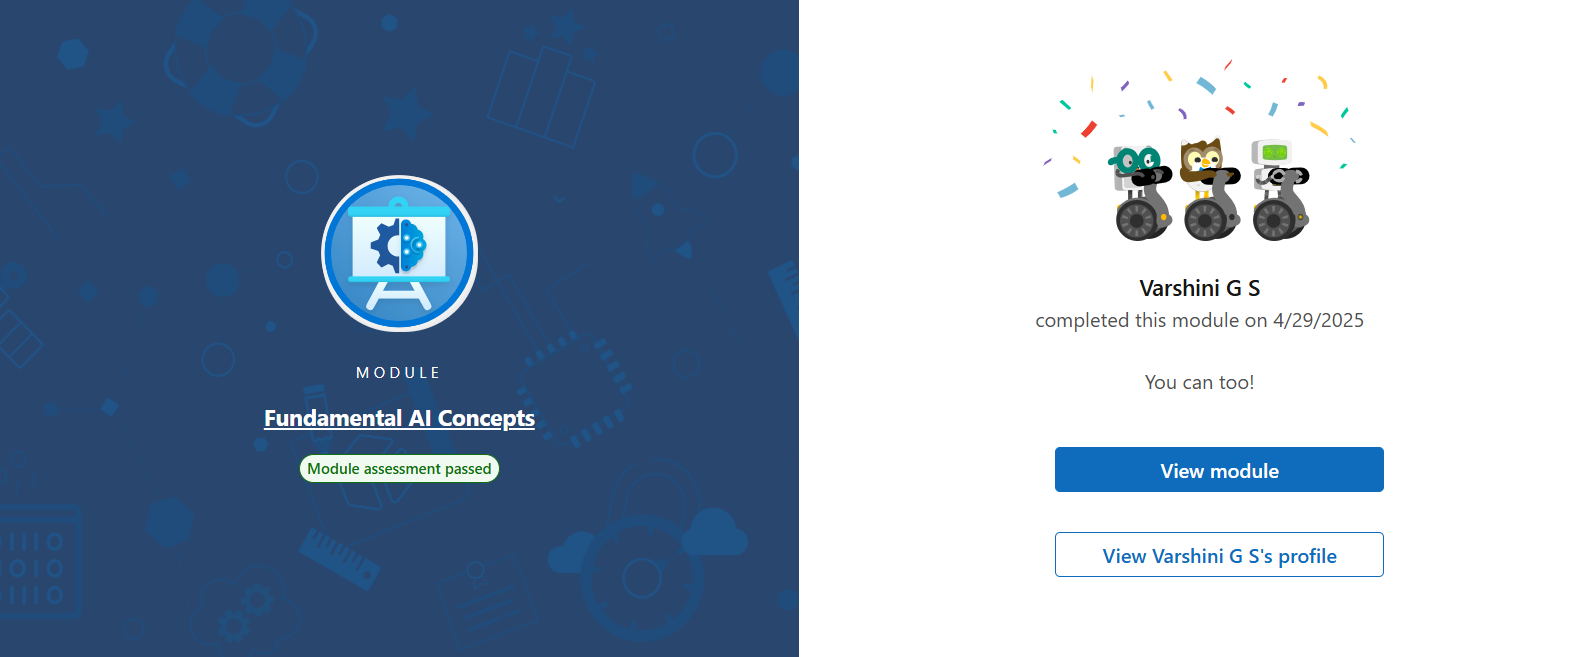 MODULE
Fundamental AI Concepts
Module assessment passed
Varshini G S
completed this module on 4/29/2025
You can too!
View module
View Varshini G S's profile